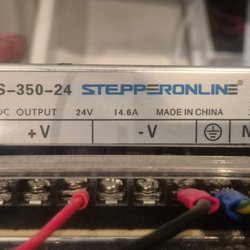 S-350-24 STEPPERONLINE
DC OUTPUT 24V 14.6A MADE IN CHINA
+V -V